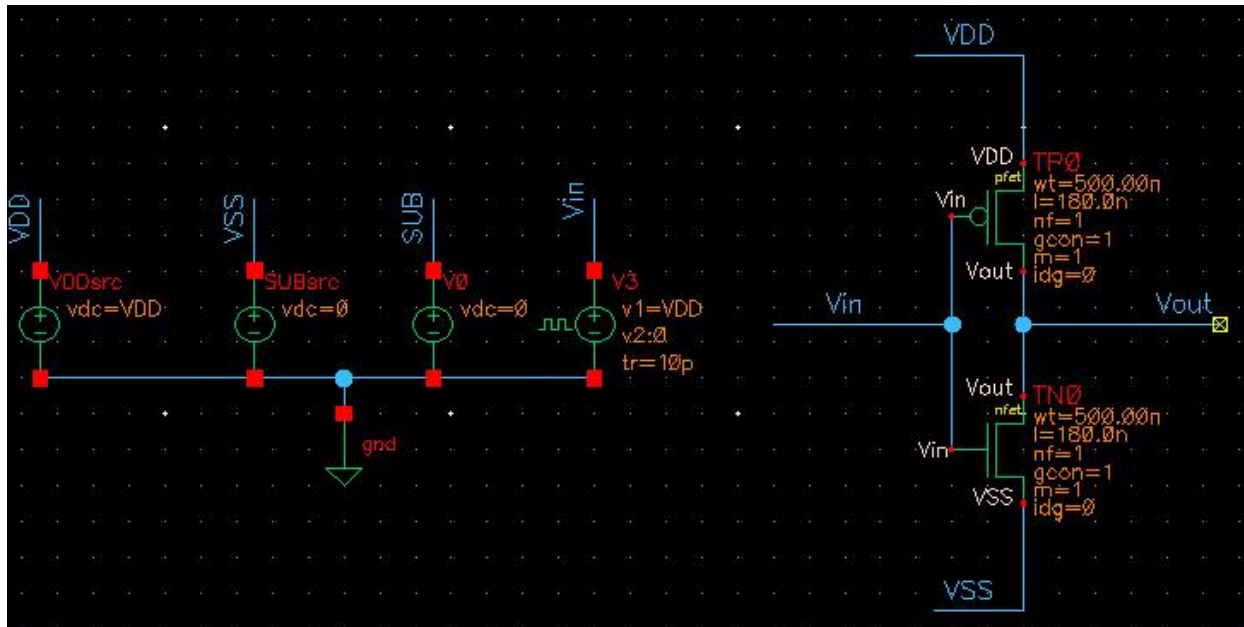 VDD
VSS
SUB
Vin
VDDsrc
vdc=VDD
SUBsrc
vdc=0
V0
vdc=0
V3
v1=VDD
v2:0
tr=10p
gnd
VDD
VDD
TP0
pfet
wt=500.00n
Vin
l=180.0n
nf=1
gcon=1
m=1
Vout
idg=0
Vin
Vout
Vout
TN0
nfet
wt=500.00n
l=180.0n
Vin
nf=1
gcon=1
VSS
m=1
idg=0
VSS